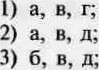 1) а, в, г;
2) а, в, д;
3) б, в, д;